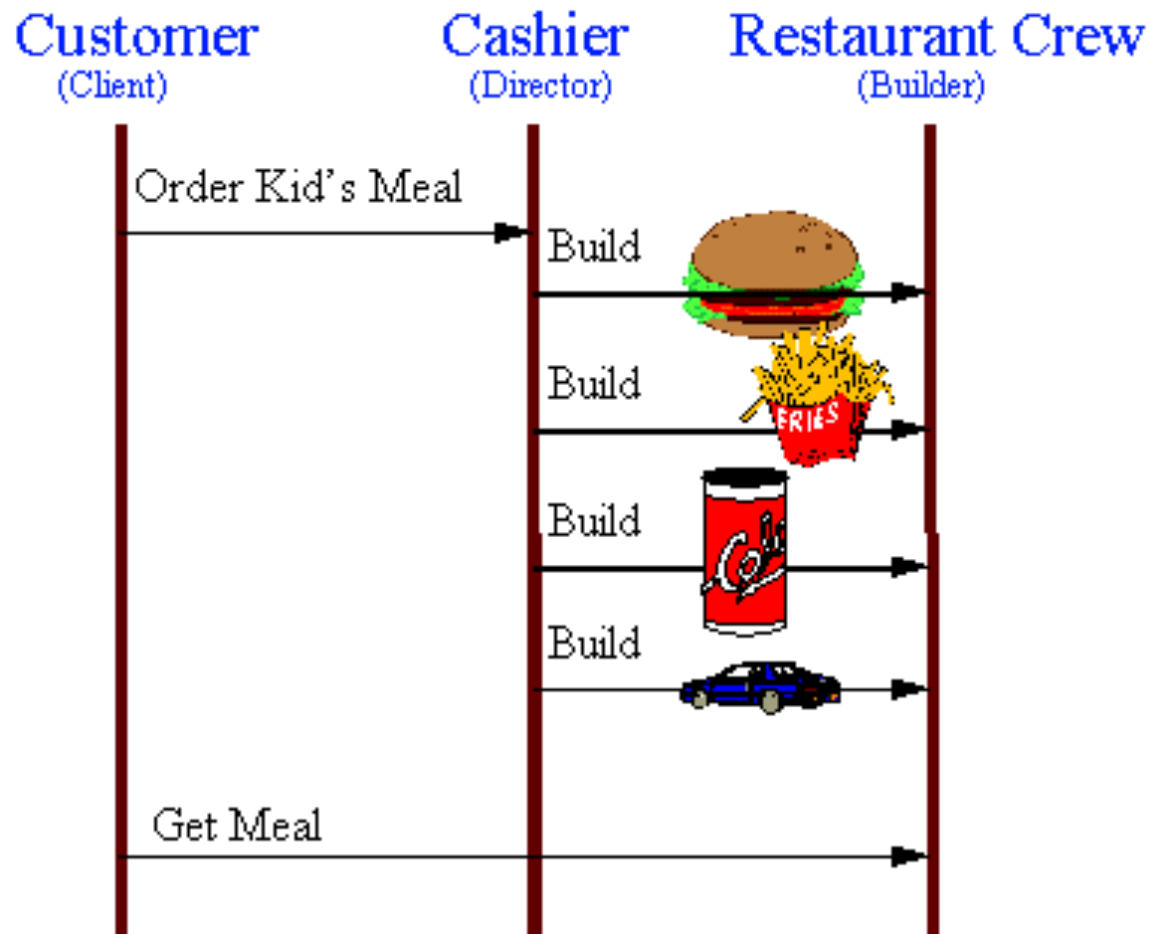 Customer
(Client)
Cashier
(Director)
Restaurant Crew
(Builder)
Order Kid's Meal
Build
Build
FRIES
Build
Build
Get Meal